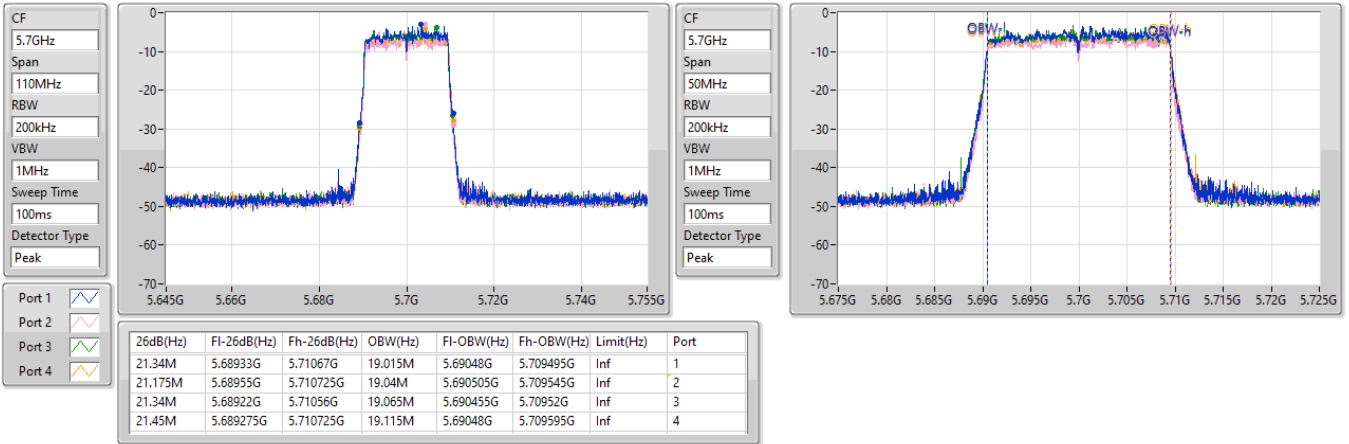 CF
5.7GHz
Span
110MHz
RBW
200kHz
VBW
1MHz
Sweep Time
100ms
Detector Type
Peak
0
-10
-20
-30
-40
-50
-60
-70
5.645G 5.66G 5.68G 5.7G 5.72G 5.74G 5.755G
CF
5.7GHz
Span
50MHz
RBW
200kHz
VBW
1MHz
Sweep Time
100ms
Detector Type
Peak
0
-10
-20
-30
-40
-50
-60
-70
OBW-l OBW-h
5.675G 5.68G 5.685G 5.69G 5.695G 5.7G 5.705G 5.71G 5.715G 5.72G 5.725G
Port 1
Port 2
Port 3
Port 4
26dB(Hz) Fl-26dB(Hz) Fh-26dB(Hz) OBW(Hz) Fl-OBW(Hz) Fh-OBW(Hz) Limit(Hz) Port
21.34M 5.68933G 5.71067G 19.015M 5.69048G 5.709495G Inf 1
21.175M 5.68955G 5.710725G 19.04M 5.690505G 5.709545G Inf 2
21.34M 5.68922G 5.71056G 19.065M 5.690455G 5.70952G Inf 3
21.45M 5.689275G 5.710725G 19.115M 5.69048G 5.709595G Inf 4